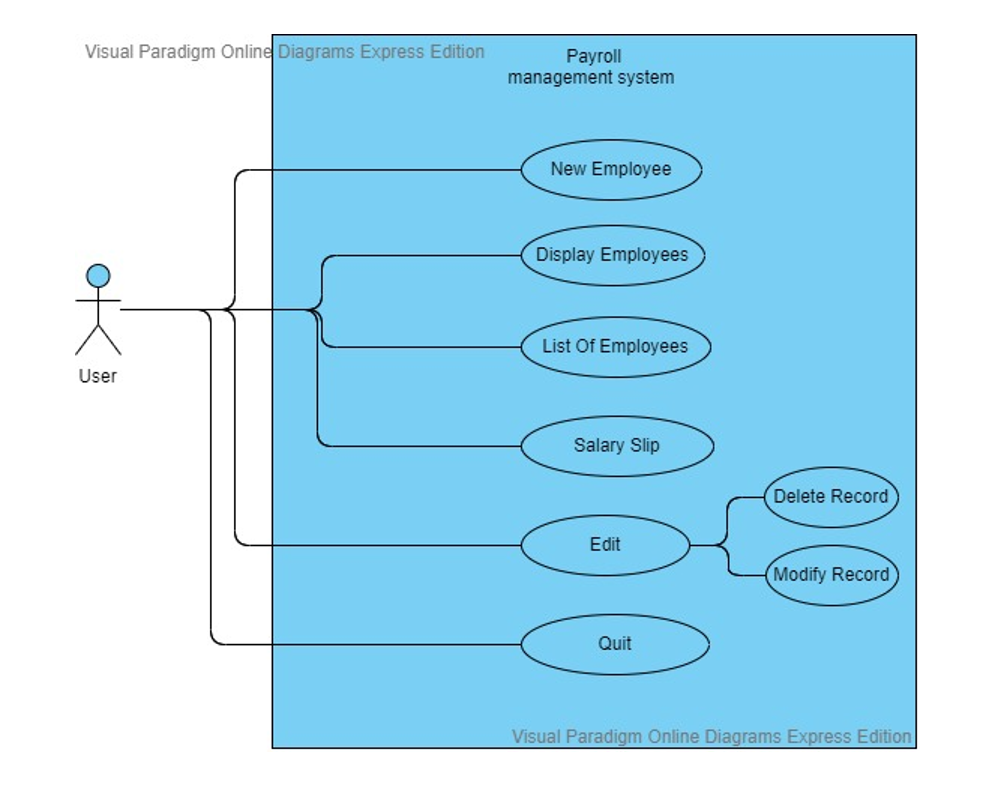 Visual Paradigm Online Diagrams Express Edition
Payroll
management system
New Employee
Display Employees
List Of Employees
User
Salary Slip
Delete Record
Edit
Modify Record
Quit
Visual Paradigm Online Diagrams Express Edition